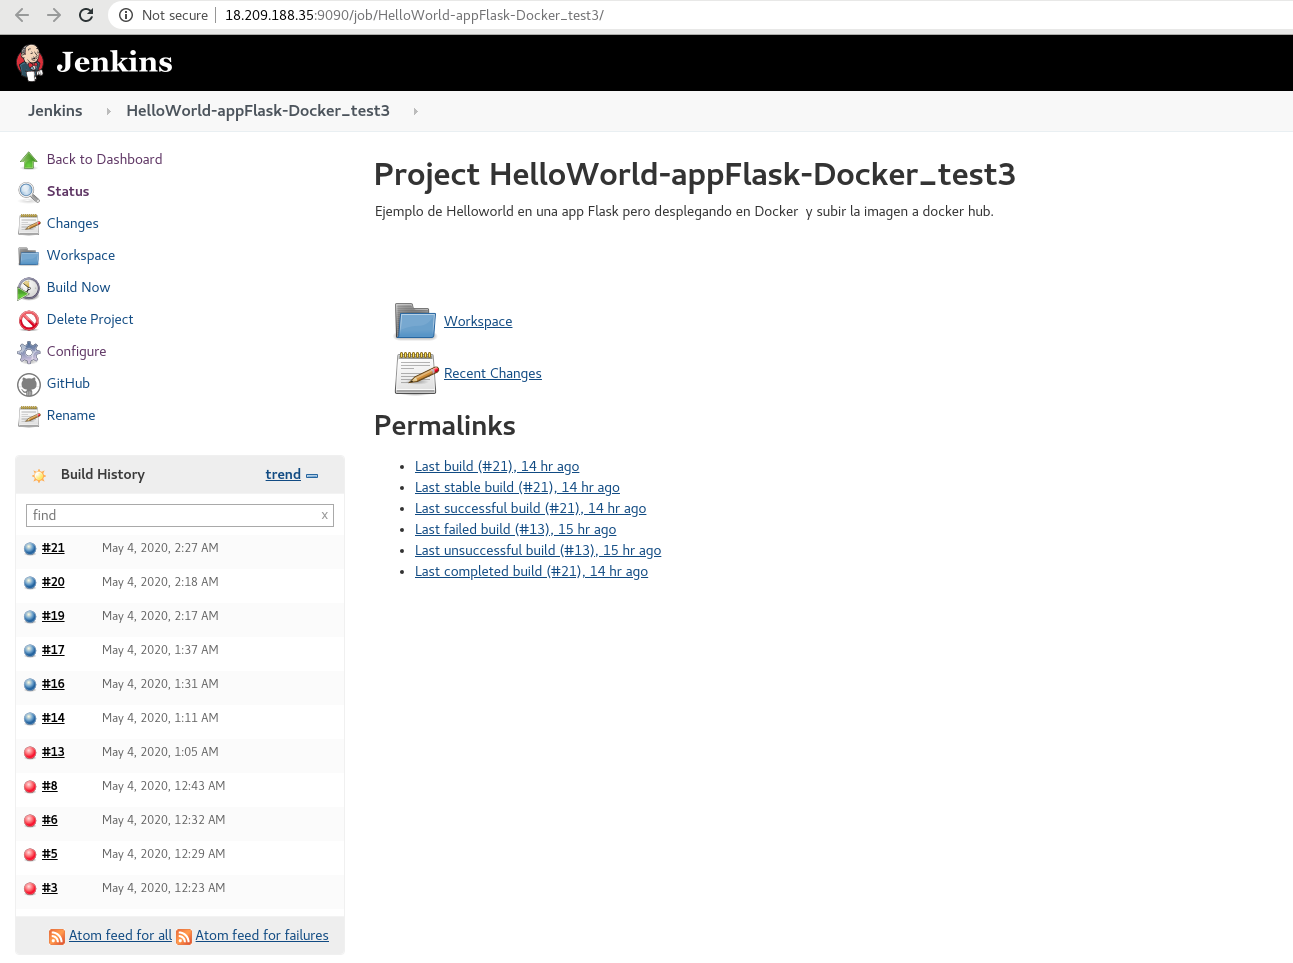 Not secure | 18.209.188.35:9090/job/HelloWorld-appFlask-Docker_test3/
Jenkins
Jenkins HelloWorld-appFlask-Docker_test3
Back to Dashboard
Status
Changes
Workspace
Build Now
Delete Project
Configure
GitHub
Rename
Build History trend
find x
#21 May 4, 2020, 2:27 AM
#20 May 4, 2020, 2:18 AM
#19 May 4, 2020, 2:17 AM
#17 May 4, 2020, 1:37 AM
#16 May 4, 2020, 1:31 AM
#14 May 4, 2020, 1:11 AM
#13 May 4, 2020, 1:05 AM
#8 May 4, 2020, 12:43 AM
#6 May 4, 2020, 12:32 AM
#5 May 4, 2020, 12:29 AM
#3 May 4, 2020, 12:23 AM
Atom feed for all Atom feed for failures
Project HelloWorld-appFlask-Docker_test3
Ejemplo de Helloworld en una app Flask pero desplegando en Docker y subir la imagen a docker hub.
Workspace
Recent Changes
Permalinks
Last build (#21), 14 hr ago
Last stable build (#21), 14 hr ago
Last successful build (#21), 14 hr ago
Last failed build (#13), 15 hr ago
Last unsuccessful build (#13), 15 hr ago
Last completed build (#21), 14 hr ago